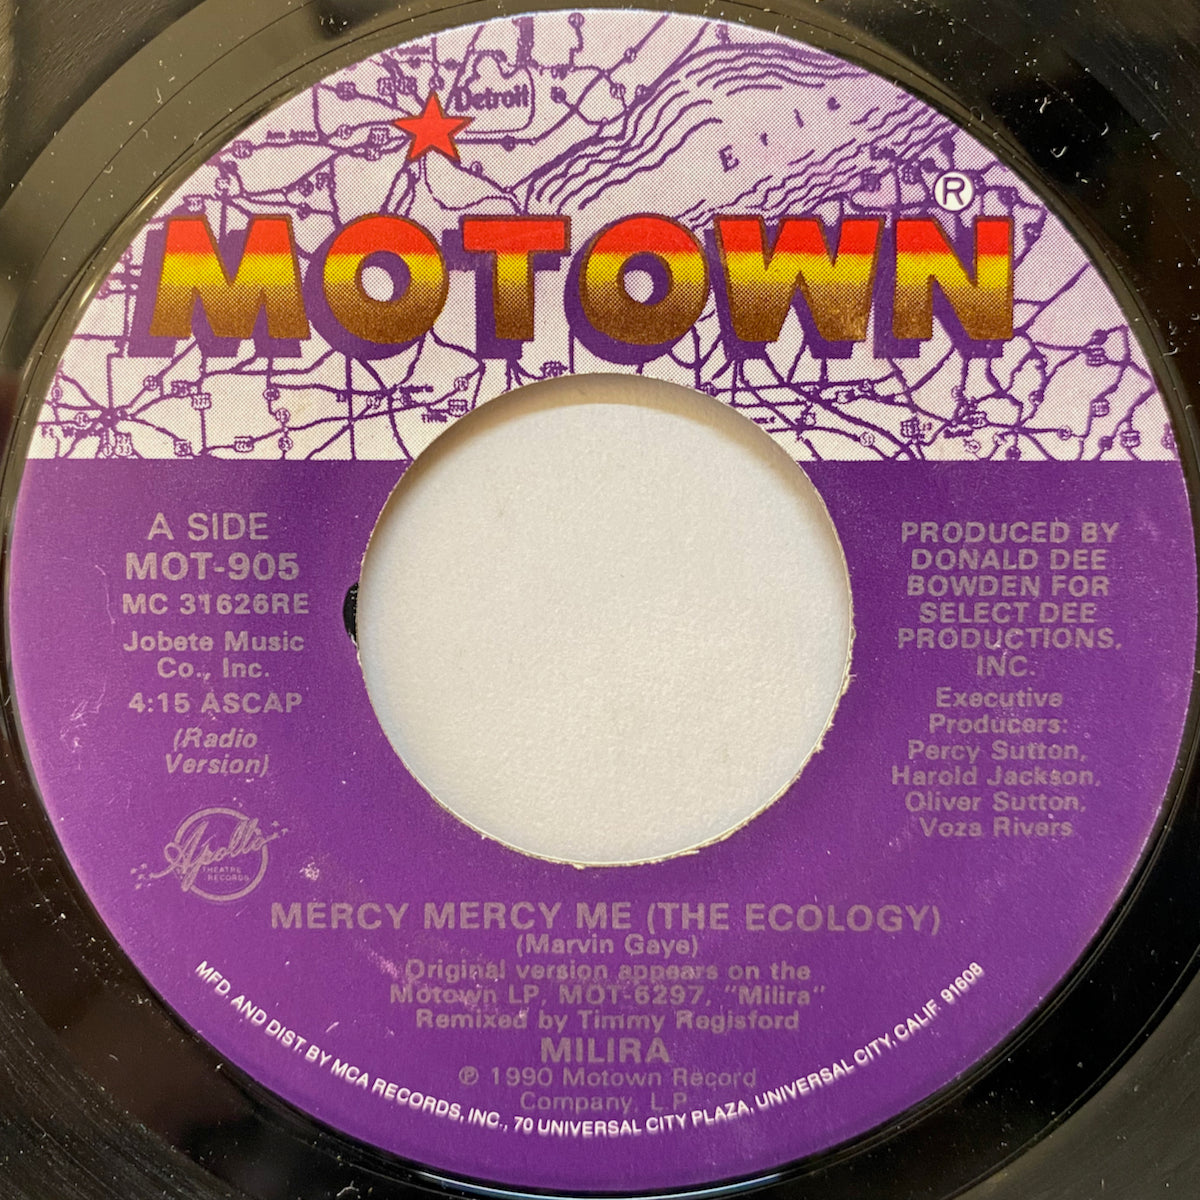 Detroit
Erie
MOTOWN
®
A SIDE
MOT-905
MC 31626RE
Jobete Music
Co., Inc.
4:15 ASCAP
(Radio
Version)
Apollo
THEATRE
RECORDS
PRODUCED BY
DONALD DEE
BOWDEN FOR
SELECT DEE
PRODUCTIONS,
INC.
Executive
Producers:
Percy Sutton,
Harold Jackson,
Oliver Sutton,
Voza Rivers
MERCY MERCY ME (THE ECOLOGY)
(Marvin Gaye)
Original version appears on the
Motown LP, MOT-6297, "Milira"
Remixed by Timmy Regisford
MILIRA
℗ 1990 Motown Record
Company, L.P.
MFD. AND DIST. BY MCA RECORDS, INC., 70 UNIVERSAL CITY PLAZA, UNIVERSAL CITY, CALIF. 91608